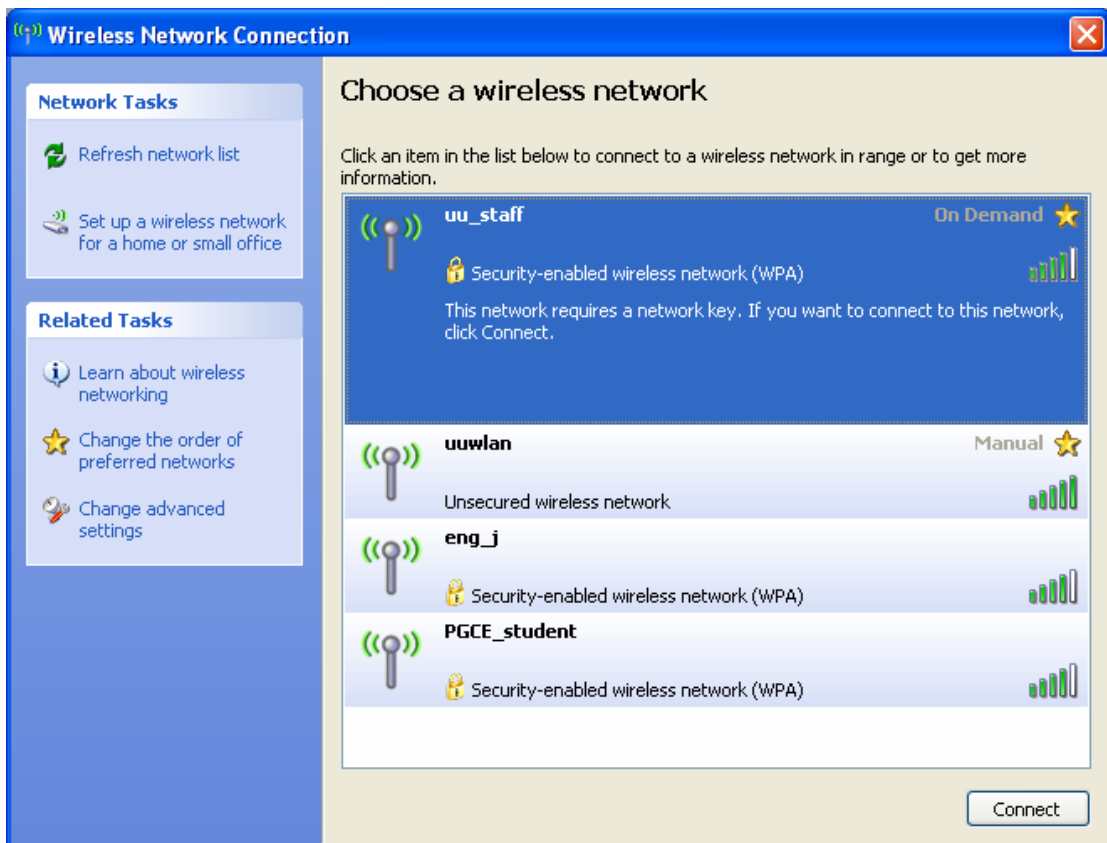 Wireless Network Connection
Network Tasks
Refresh network list
Set up a wireless network
for a home or small office
Related Tasks
Learn about wireless
networking
Change the order of
preferred networks
Change advanced
settings
Choose a wireless network
Click an item in the list below to connect to a wireless network in range or to get more
information.
uu_staff On Demand
Security-enabled wireless network (WPA)
This network requires a network key. If you want to connect to this network,
click Connect.
uuwlan Manual
Unsecured wireless network
eng_j
Security-enabled wireless network (WPA)
PGCE_student
Security-enabled wireless network (WPA)
Connect